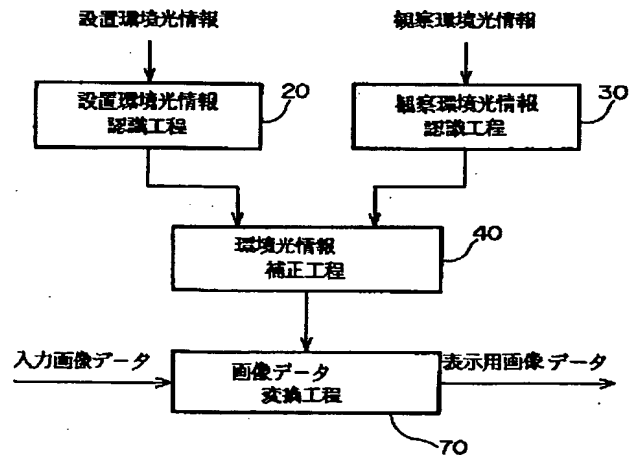 設置環境光情報
観察環境光情報
設置環境光情報
認識工程
20
観察環境光情報
認識工程
30
環境光情報
補正工程
40
入力画像データ
画像データ
変換工程
表示用画像データ
70